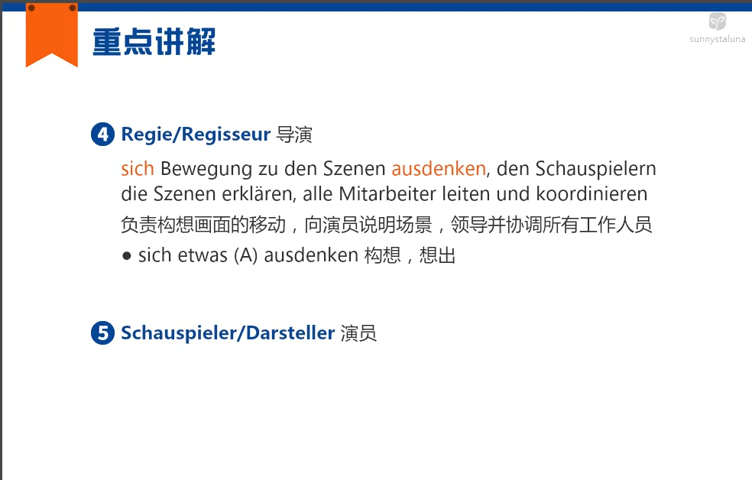 重点讲解
sunnystaluna
4 Regie/Regisseur 导演
sich Bewegung zu den Szenen ausdenken, den Schauspielern
die Szenen erklären, alle Mitarbeiter leiten und koordinieren
负责构想画面的移动，向演员说明场景，领导并协调所有工作人员
● sich etwas (A) ausdenken 构想，想出
5 Schauspieler/Darsteller 演员